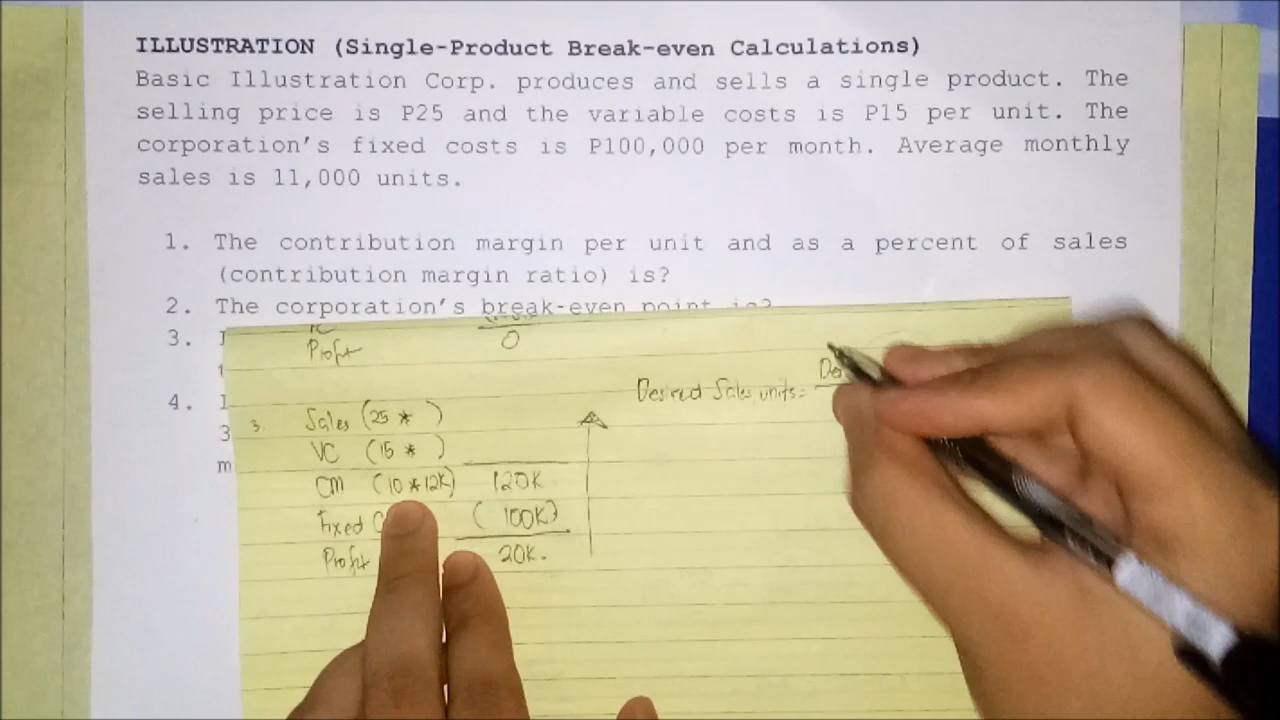 ILLUSTRATION (Single-Product Break-even Calculations)
Basic Illustration Corp. produces and sells a single product. The
selling price is P25 and the variable costs is P15 per unit. The
corporation's fixed costs is P100,000 per month. Average monthly
sales is 11,000 units.
1. The contribution margin per unit and as a percent of sales
(contribution margin ratio) is?
2. The corporation's break-even point is?
3.
4.
3
m
Profit 0
Desired Sales units =
3. Sales (25 * )
VC (15 * )
CM (10 * 12K) 120K
Fixed (100K)
Profit 20K.